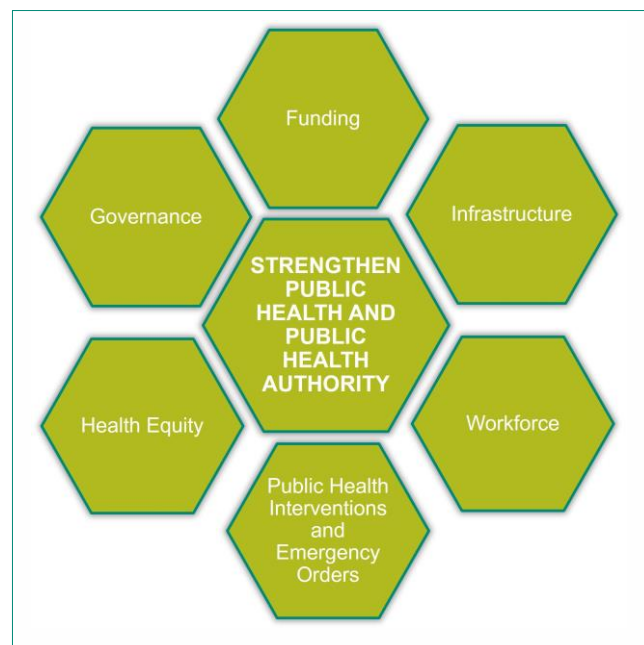 Funding
Governance
Infrastructure
STRENGTHEN
PUBLIC
HEALTH AND
PUBLIC
HEALTH
AUTHORITY
Health Equity
Workforce
Public Health
Interventions
and
Emergency
Orders